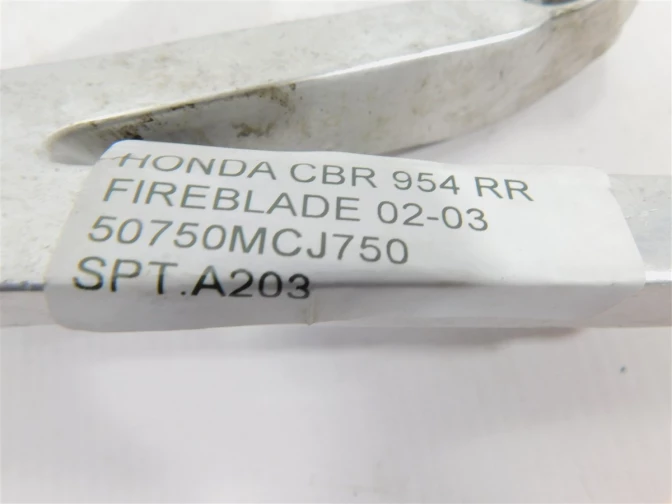 HONDA CBR 954 RR
FIREBLADE 02-03
50750MCJ750
SPT.A203